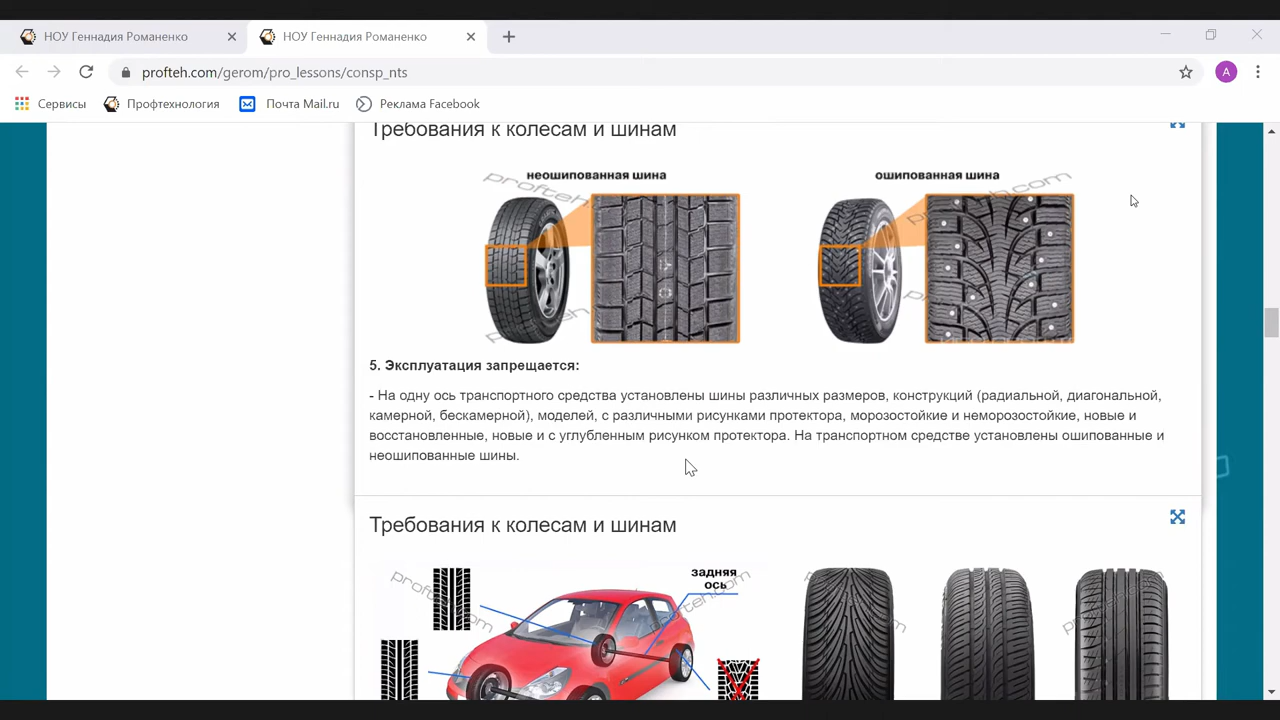 НОУ Геннадия Романенко
НОУ Геннадия Романенко
profteh.com/gerom/pro_lessons/consp_nts
A
Сервисы
Профтехнология
Почта Mail.ru
Реклама Facebook
Требования к колесам и шинам
неошипованная шина
ошипованная шина
5. Эксплуатация запрещается:
- На одну ось транспортного средства установлены шины различных размеров, конструкций (радиальной, диагональной,
камерной, бескамерной), моделей, с различными рисунками протектора, морозостойкие и неморозостойкие, новые и
восстановленные, новые и с углубленным рисунком протектора. На транспортном средстве установлены ошипованные и
неошипованные шины.
Требования к колесам и шинам
profteh.com
задняя
ось